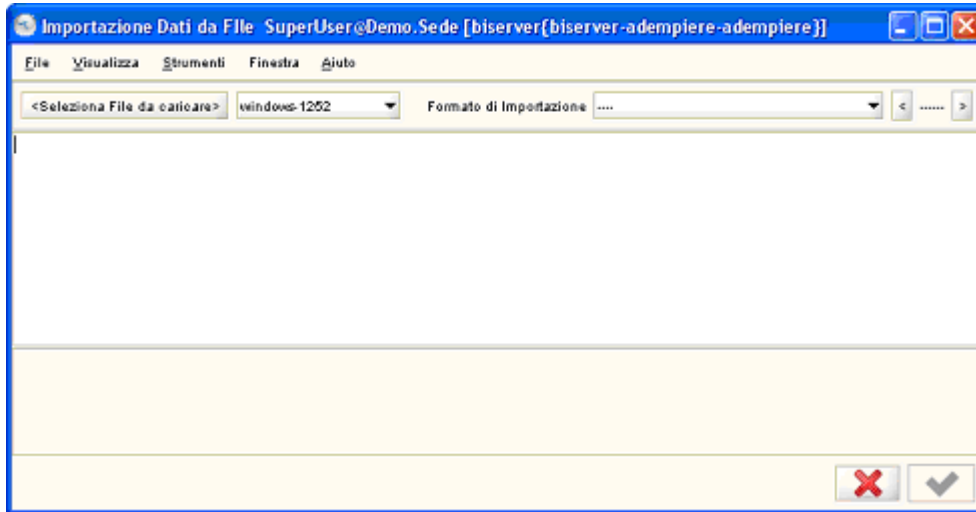 Importazione Dati da FIle SuperUser@Demo.Sede [biserver{biserver-adempiere-adempiere}]
File Visualizza Strumenti Finestra Aiuto
<Seleziona File da caricare> windows-1252 Formato di Importazione .... < ...... >